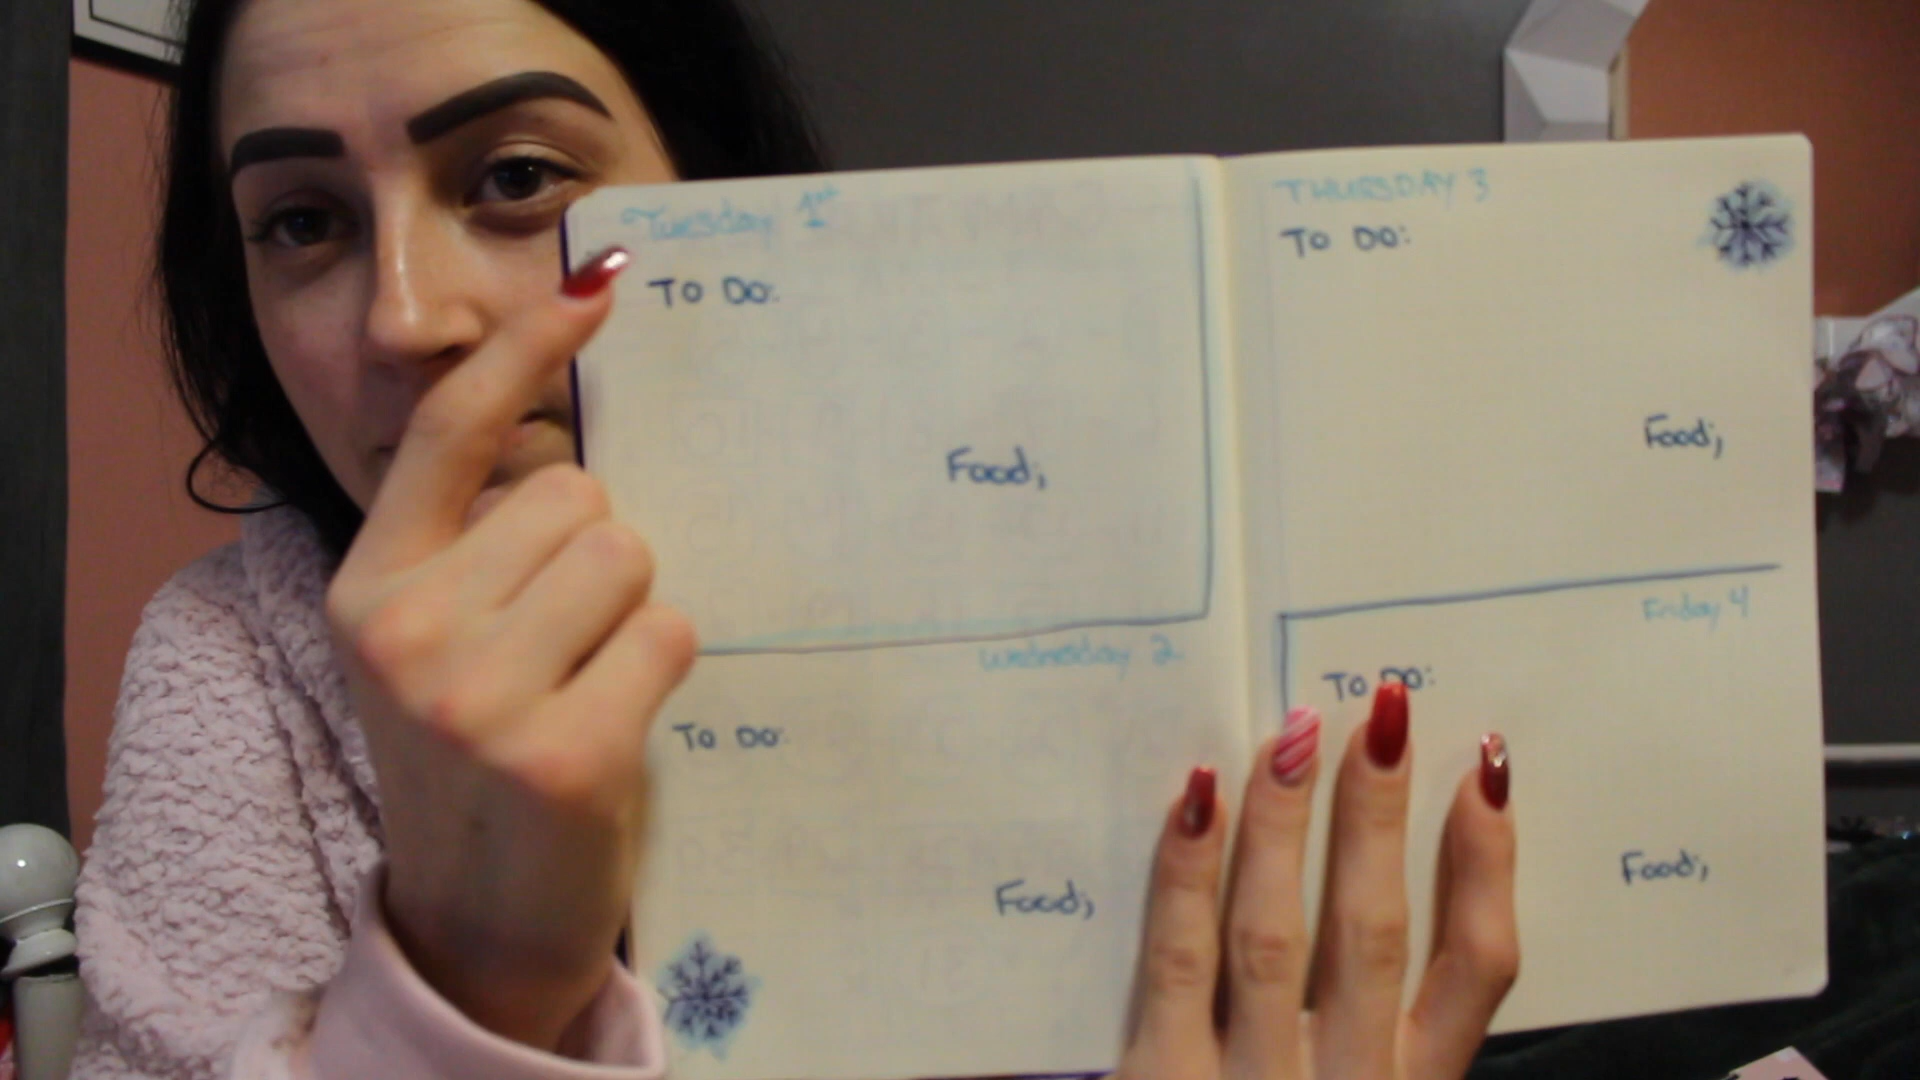 Tuesday 1st
To Do:
Food;
Wednesday 2
To Do:
Food;
THURSDAY 3
To Do:
Food;
Friday 4
To Do:
Food;